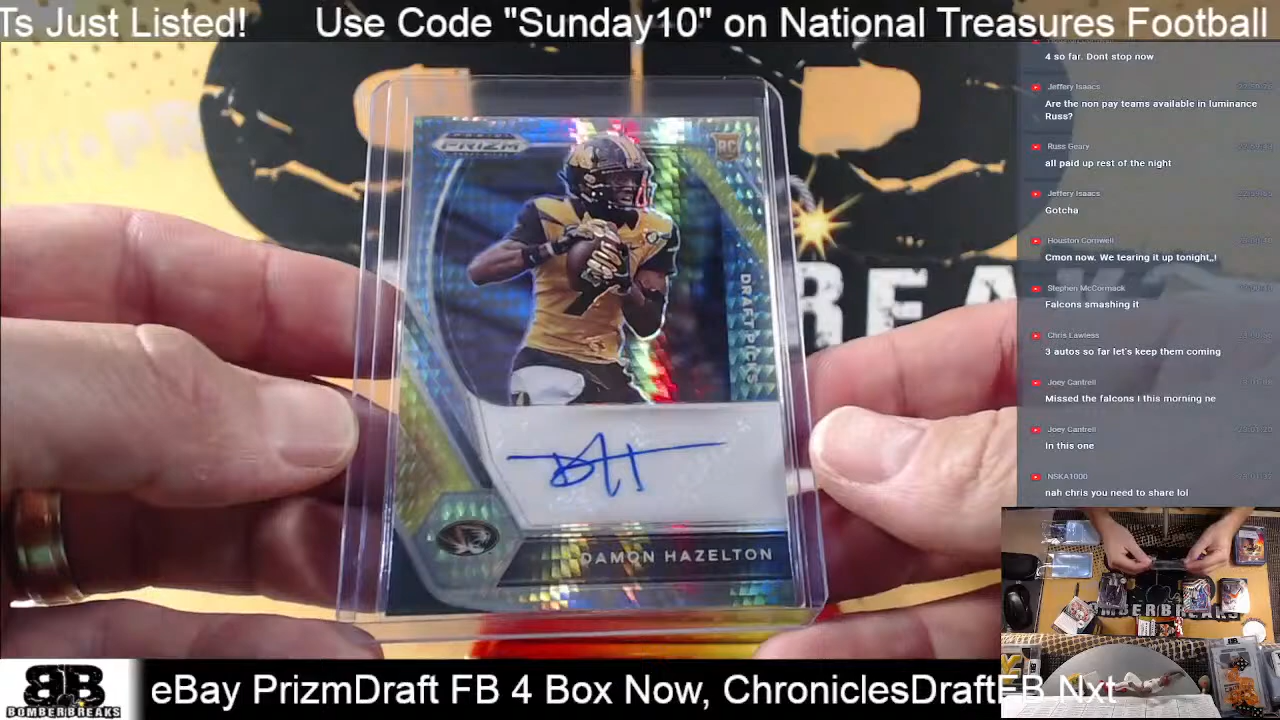 Ts Just Listed! Use Code "Sunday10" on National Treasures Football
4 so far. Dont stop now
Jeffery Isaacs
Are the non pay teams available in luminance
Russ?
Russ Geary
all paid up rest of the night
Jeffery Isaacs
Gotcha
Houston Cornwell
Cmon now. We tearing it up tonight,,!
Stephen McCormack
Falcons smashing it
Chris Lawless
3 autos so far let's keep them coming
Joey Cantrell
Missed the falcons I this morning ne
Joey Cantrell
In this one
NSKA1000
nah chris you need to share lol
PRIZM
RC
DRAFT PICKS
7
DAMON HAZELTON
BREAKS
BOMBERBREAKS
BB
BOMBERBREAKS
eBay PrizmDraft FB 4 Box Now, ChroniclesDraftFB Nxt